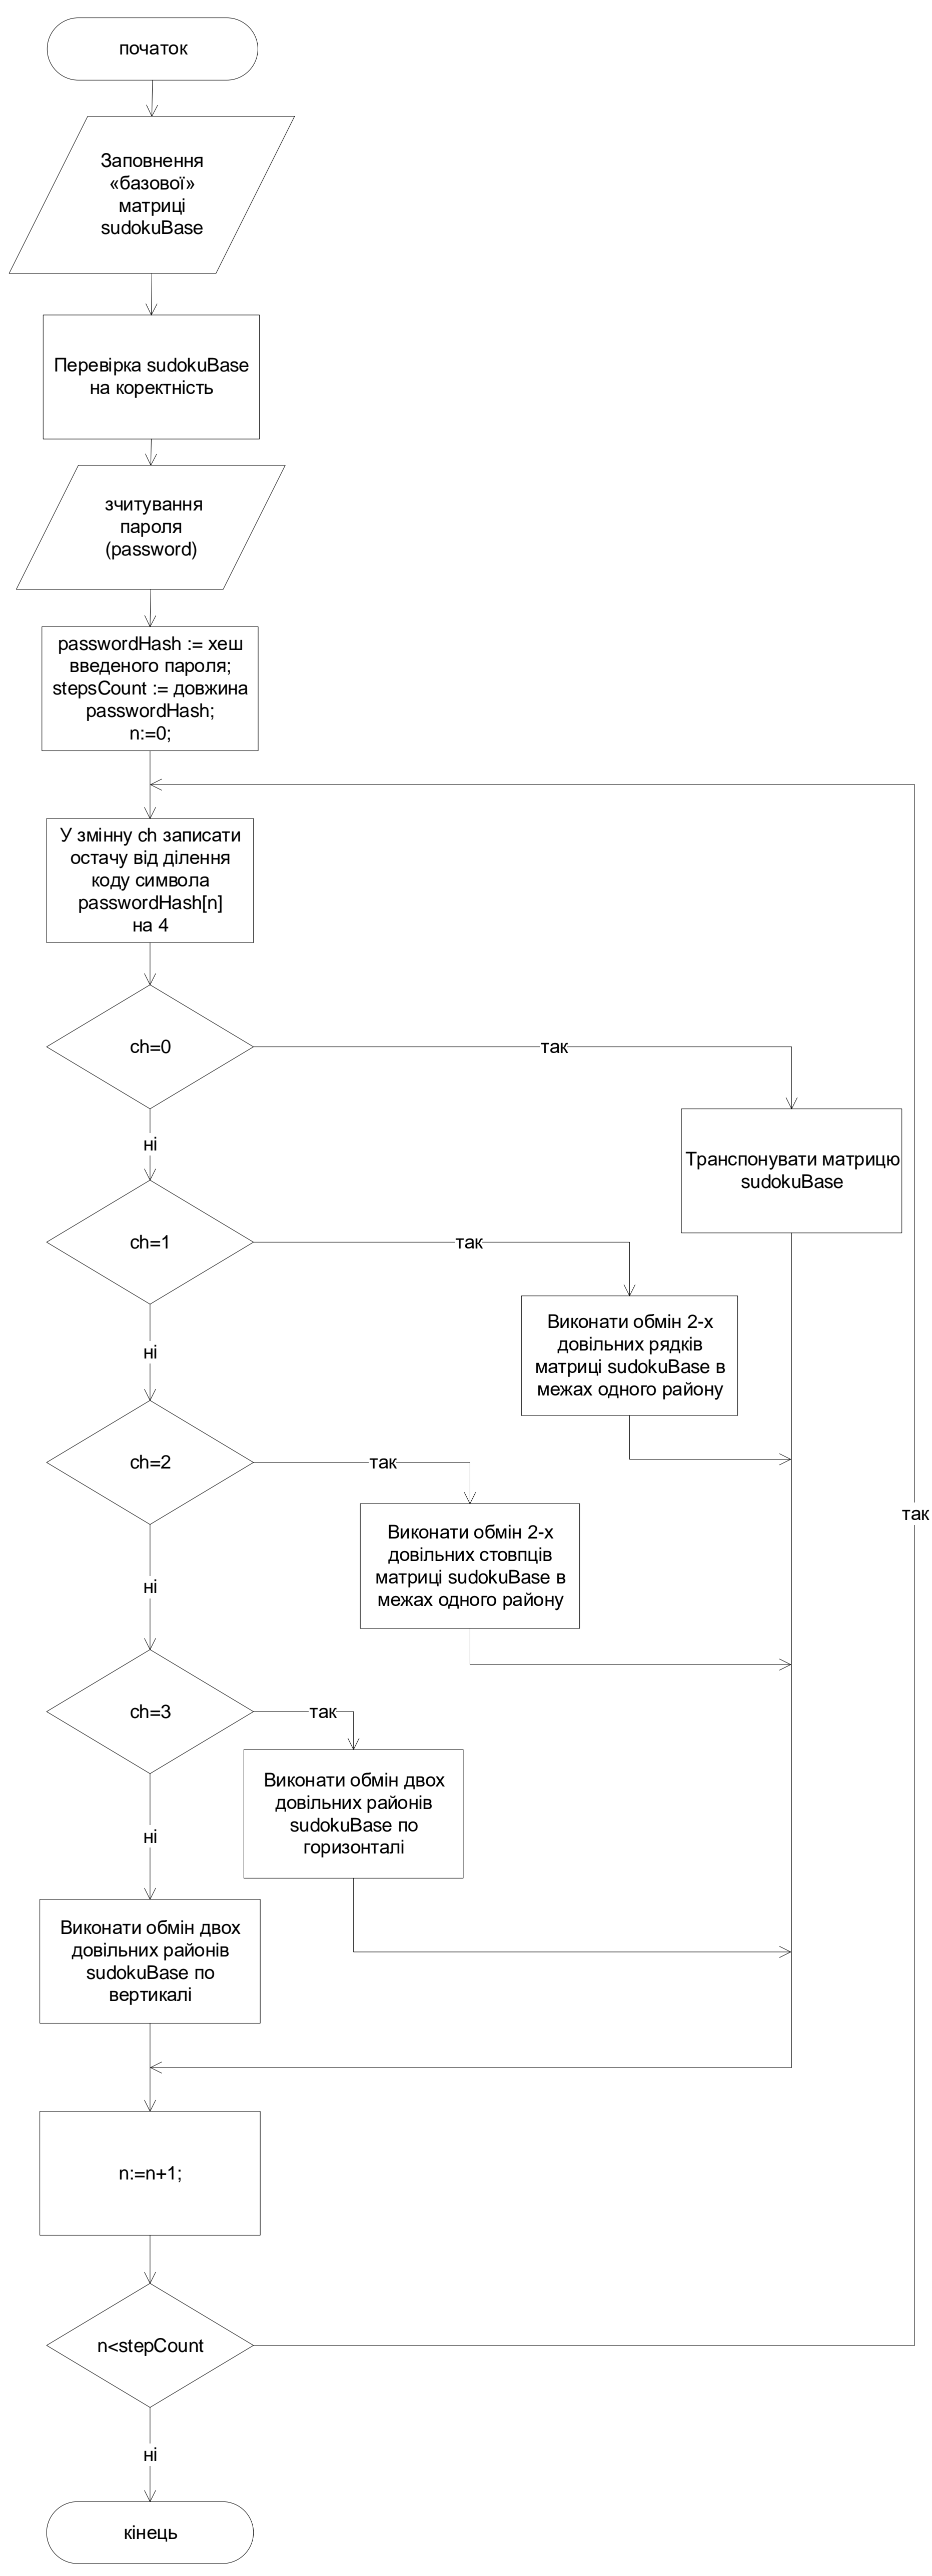 початок
Заповнення
«базової»
матриці
sudokuBase
Перевірка sudokuBase
на коректність
зчитування
пароля
(password)
passwordHash := хеш
введеного пароля;
stepsCount := довжина
passwordHash;
n:=0;
У змінну ch записати
остачу від ділення
коду символа
passwordHash[n]
на 4
ch=0
так
ні
Транспонувати матрицю
sudokuBase
ch=1
так
ні
Виконати обмін 2-х
довільних рядків
матриці sudokuBase в
межах одного району
ch=2
так
ні
Виконати обмін 2-х
довільних стовпців
матриці sudokuBase в
межах одного району
так
ch=3
так
ні
Виконати обмін двох
довільних районів
sudokuBase по
горизонталі
Виконати обмін двох
довільних районів
sudokuBase по
вертикалі
n:=n+1;
n<stepCount
ні
кінець